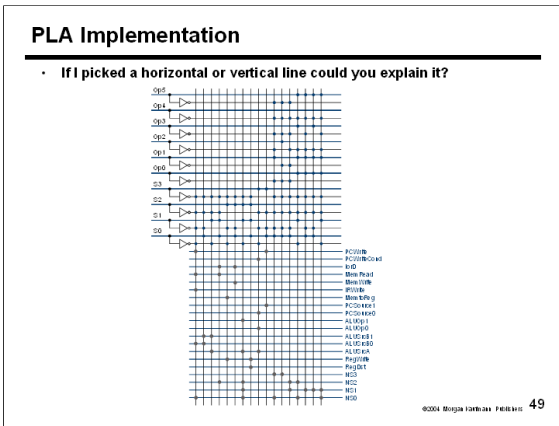 PLA Implementation
• If I picked a horizontal or vertical line could you explain it?
Op5
Op4
Op3
Op2
Op1
Op0
S3
S2
S1
S0
PCWrite
PCWriteCond
IorD
MemRead
MemWrite
IRWrite
MemtoReg
PCSource1
PCSource0
ALUOp1
ALUOp0
ALUSrcB1
ALUSrcB0
ALUSrcA
RegWrite
RegDst
NS3
NS2
NS1
NS0
©2004 Morgan Kaufmann Publishers 49